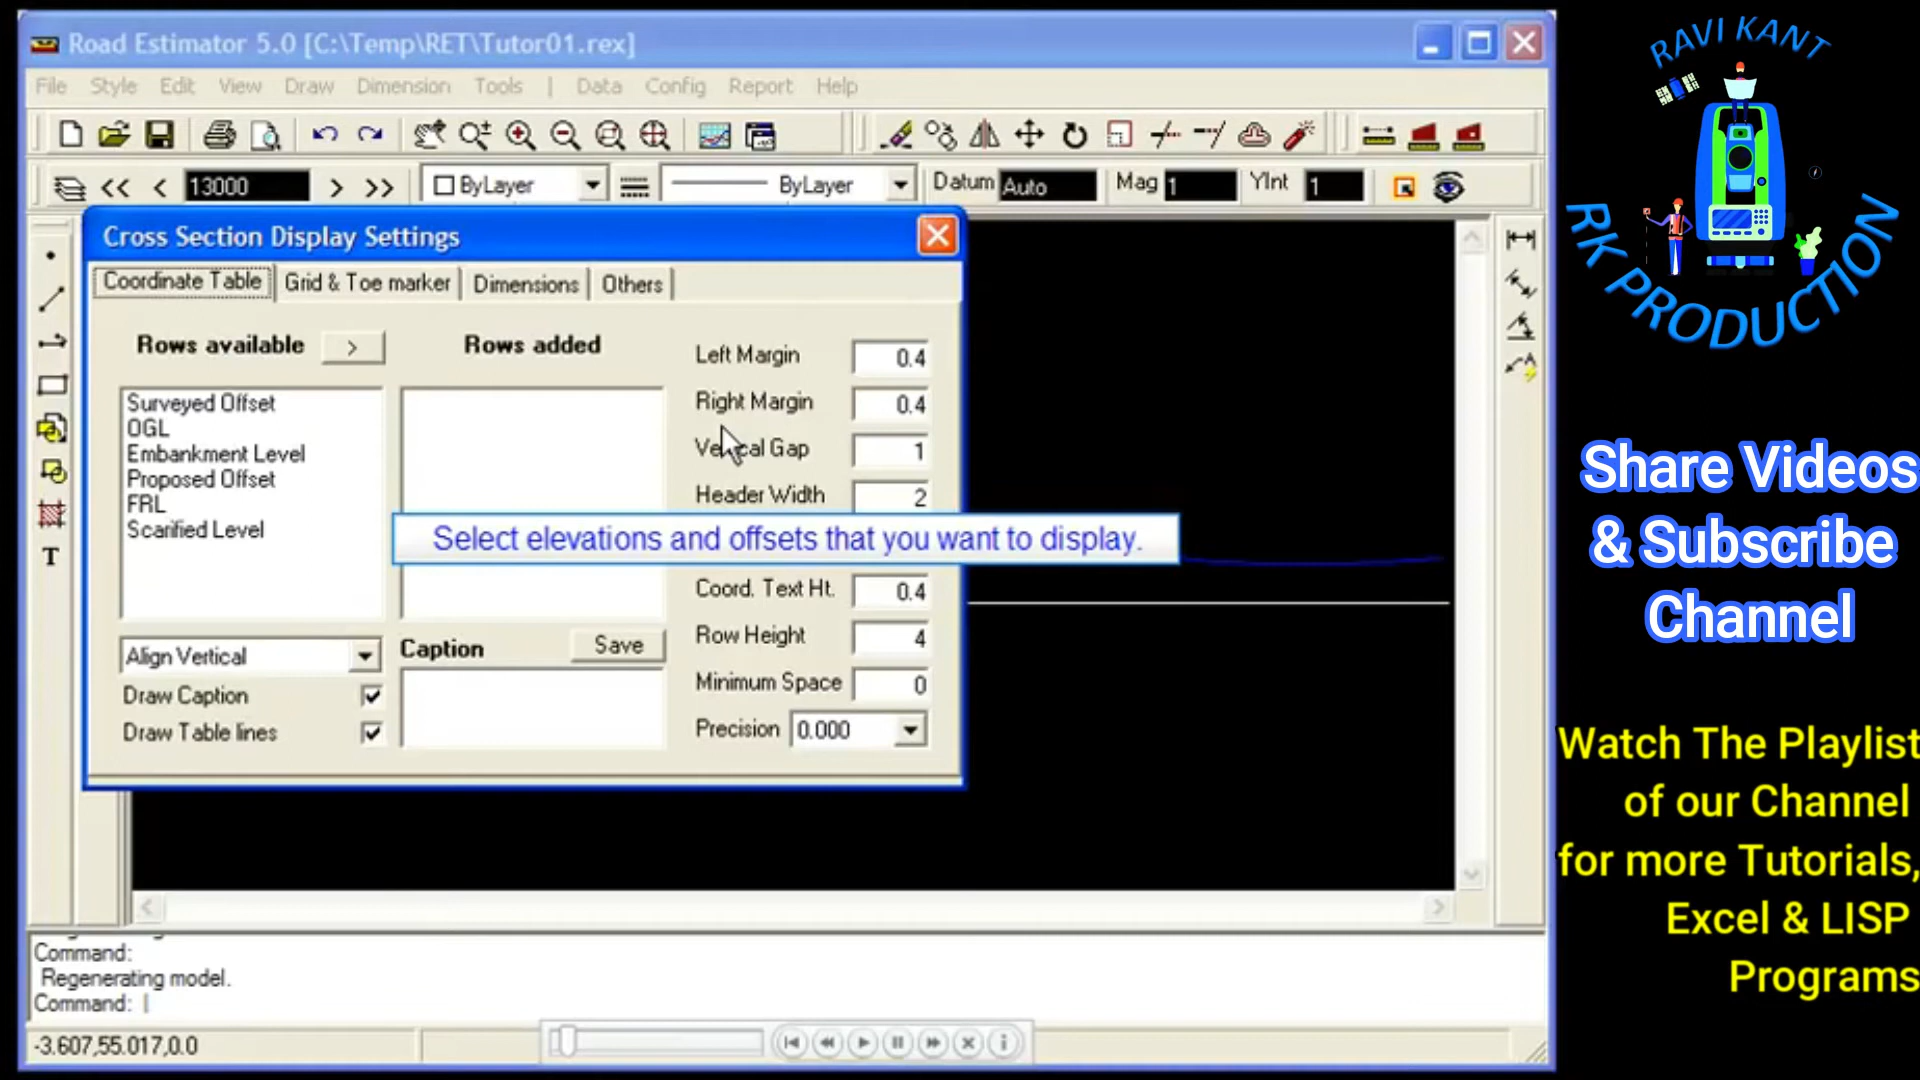 Road Estimator 5.0 [C:\Temp\RET\Tutor01.rex]
File Style Edit View Draw Dimension Tools | Data Config Report Help
<< < 13000 > >> ByLayer ByLayer Datum Auto Mag 1 YInt 1
Cross Section Display Settings
Coordinate Table Grid & Toe marker Dimensions Others
Rows available > Rows added
Surveyed Offset
OGL
Embankment Level
Proposed Offset
FRL
Scarified Level
Left Margin 0.4
Right Margin 0.4
Vertical Gap 1
Header Width 2
Select elevations and offsets that you want to display.
Coord. Text Ht. 0.4
Row Height 4
Minimum Space 0
Precision 0.000
Align Vertical
Draw Caption
Draw Table lines
Caption Save
T
A
Command:
Regenerating model.
Command:
-3.607,55.017,0.0
RAVI KANT
RK PRODUCTION
Share Videos
& Subscribe
Channel
Watch The Playlist
of our Channel
for more Tutorials,
Excel & LISP
Programs